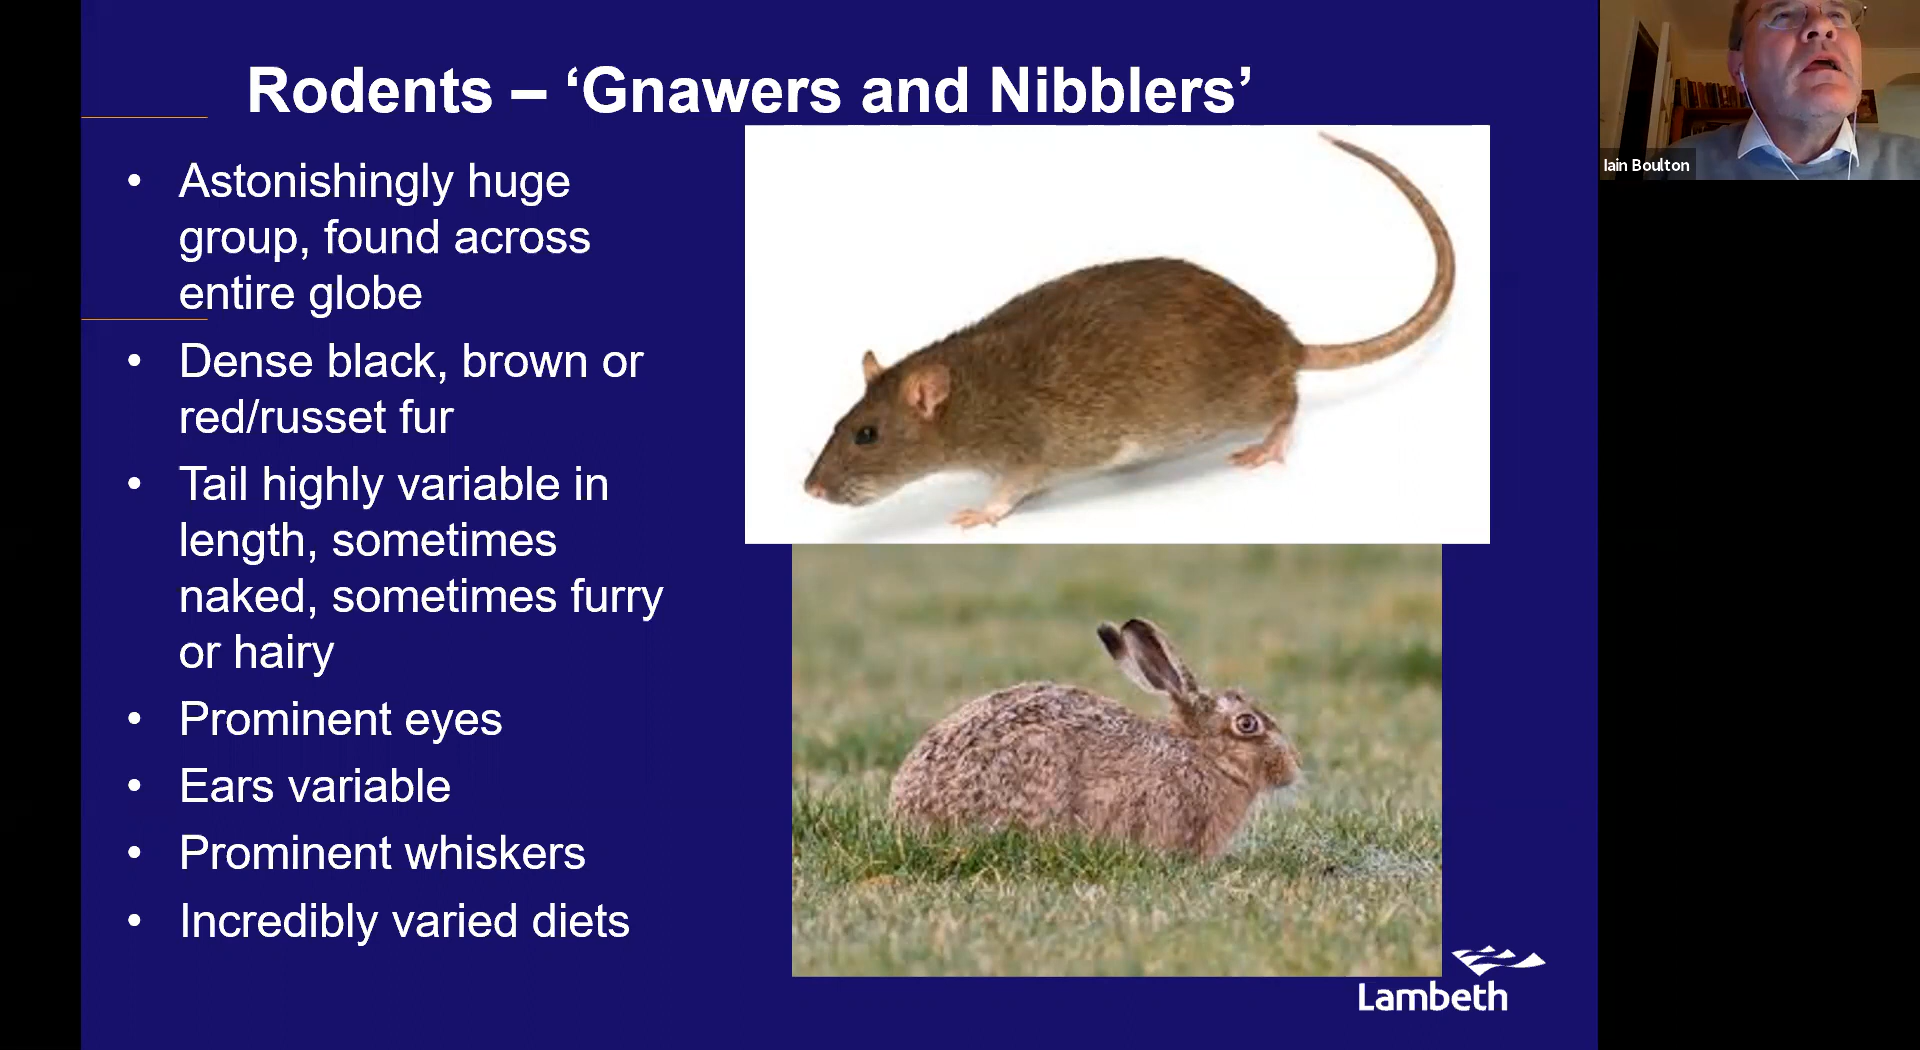 Rodents – ‘Gnawers and Nibblers’
• Astonishingly huge
group, found across
entire globe
• Dense black, brown or
red/russet fur
• Tail highly variable in
length, sometimes
naked, sometimes furry
or hairy
• Prominent eyes
• Ears variable
• Prominent whiskers
• Incredibly varied diets
Lambeth
Iain Boulton